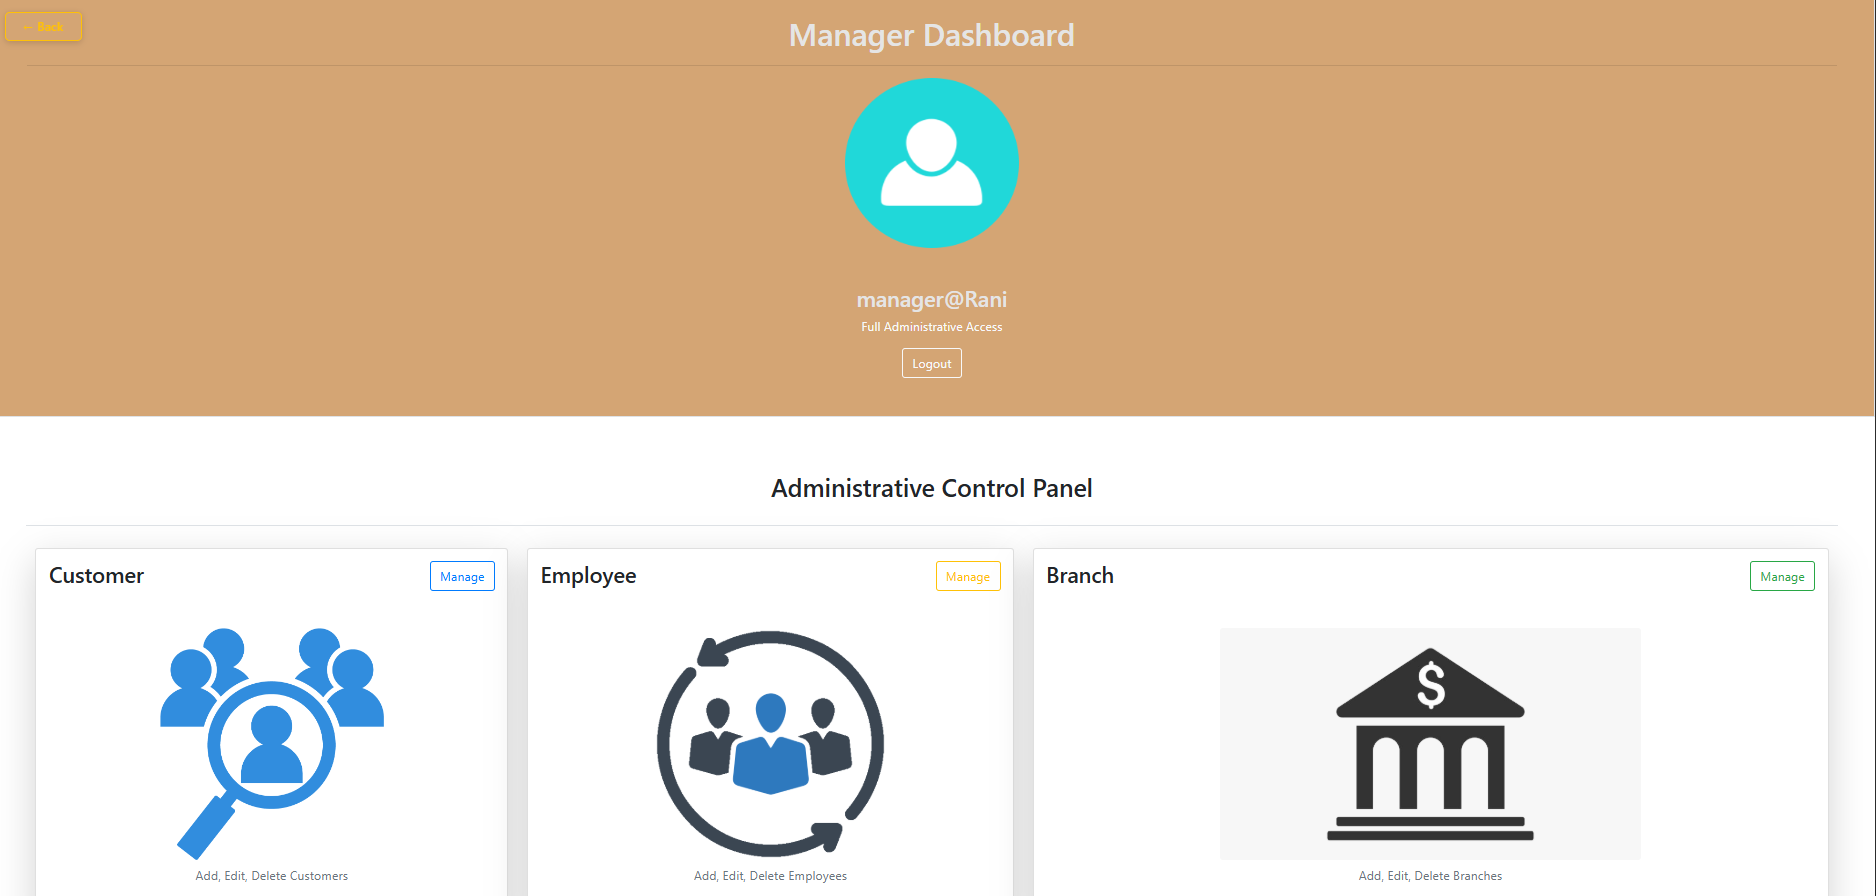 ← Back
Manager Dashboard
manager@Rani
Full Administrative Access
Logout
Administrative Control Panel
Customer
Manage
Employee
Manage
Branch
Manage
$
Add, Edit, Delete Customers
Add, Edit, Delete Employees
Add, Edit, Delete Branches